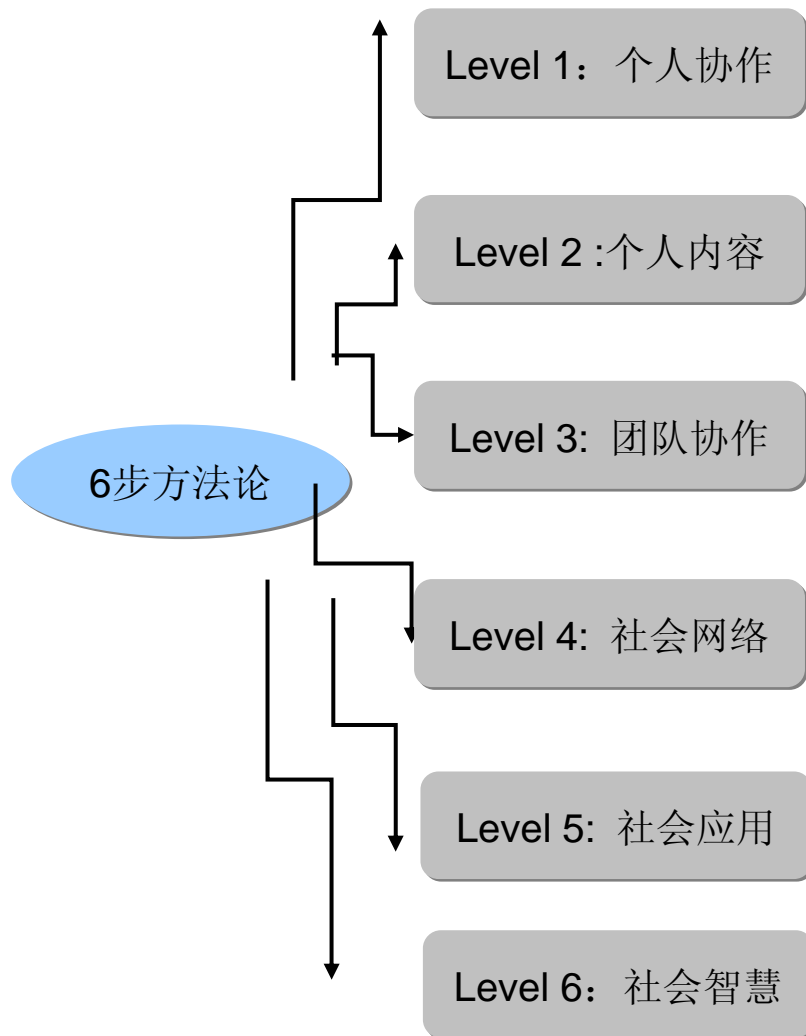 Level 1：个人协作
Level 2 :个人内容
Level 3: 团队协作
6步方法论
Level 4: 社会网络
Level 5: 社会应用
Level 6：社会智慧